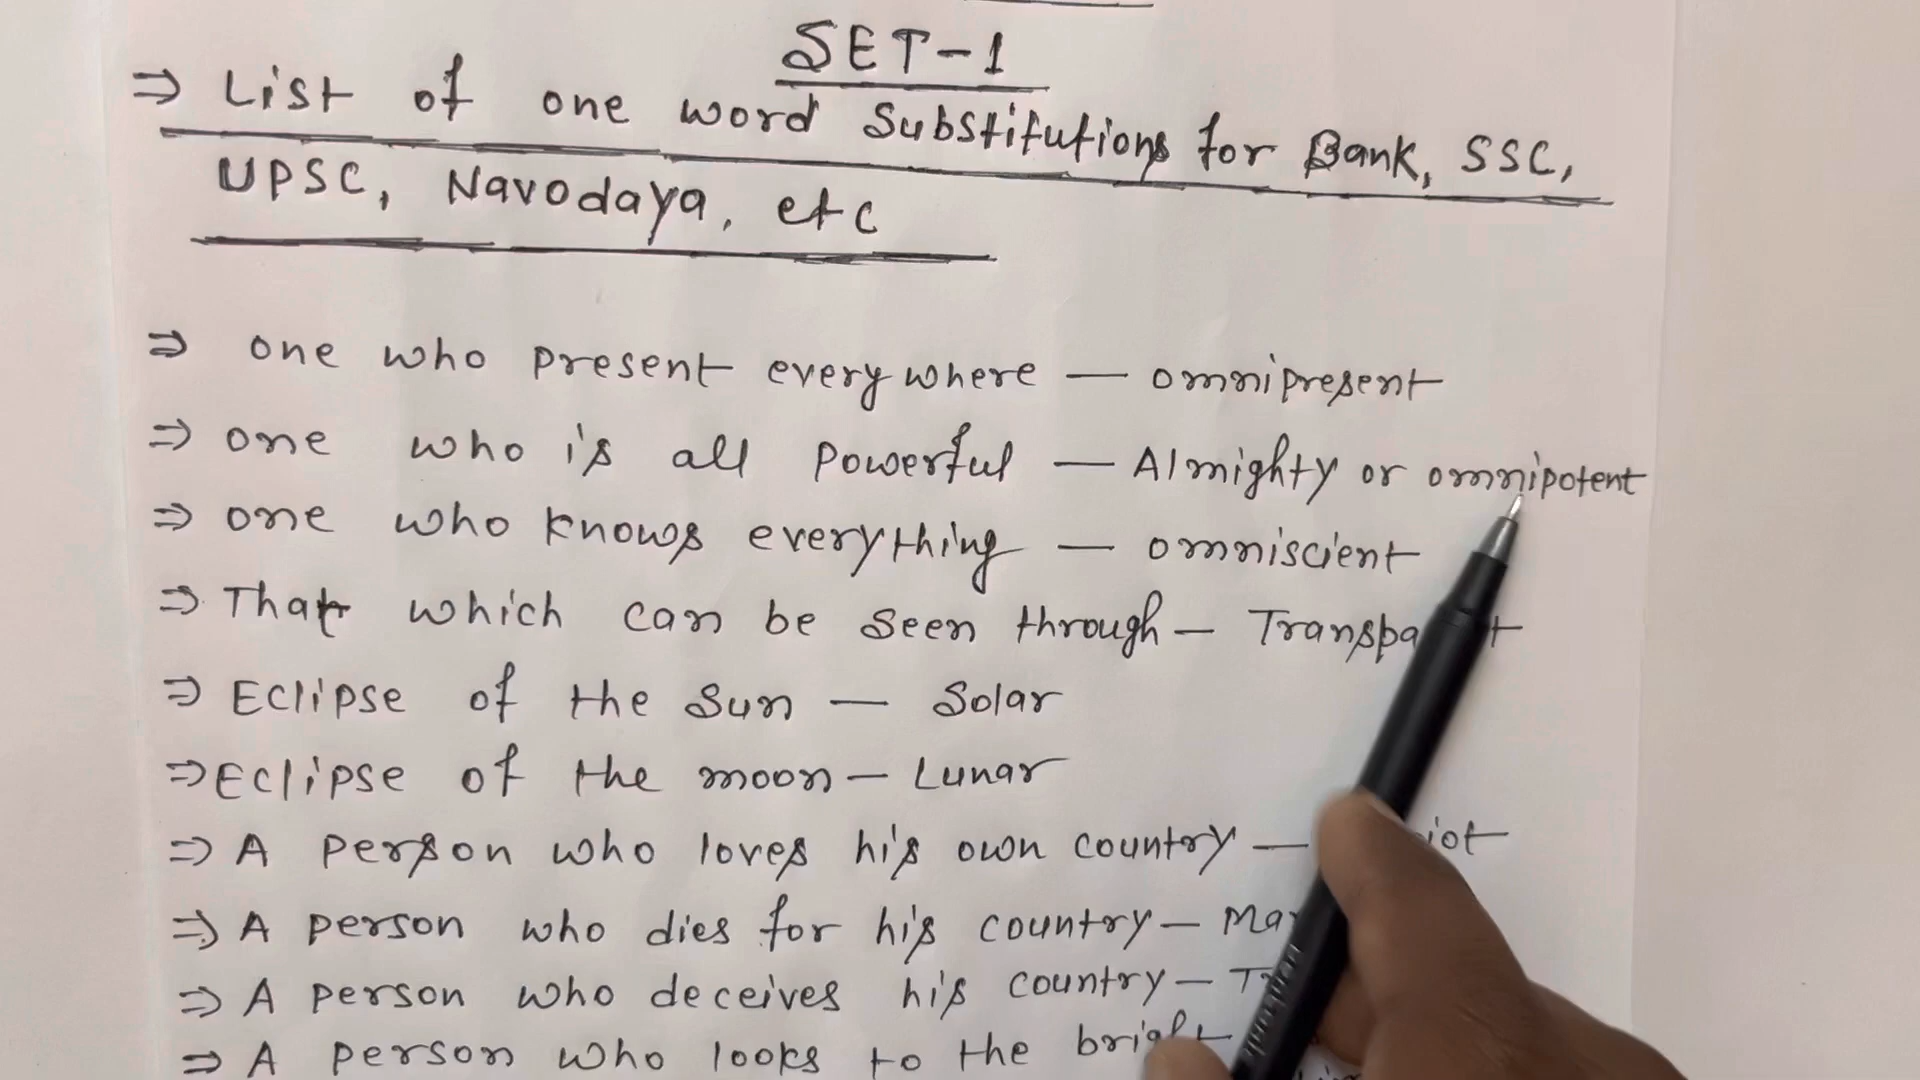 SET-1
⇒ List of one word Substitutions for Bank, SSC,
UPSC, Navodaya, etc
⇒ one who present everywhere — omnipresent
⇒ one who is all powerful — Almighty or omnipotent
⇒ one who knows everything — omniscient
⇒ That which can be seen through —
⇒ Eclipse of the Sun — Solar
⇒ Eclipse of the moon — Lunar
⇒ A person who loves his own country —
⇒ A person who dies for his country —
⇒ A person who deceives his country —
⇒ A person who looks to the